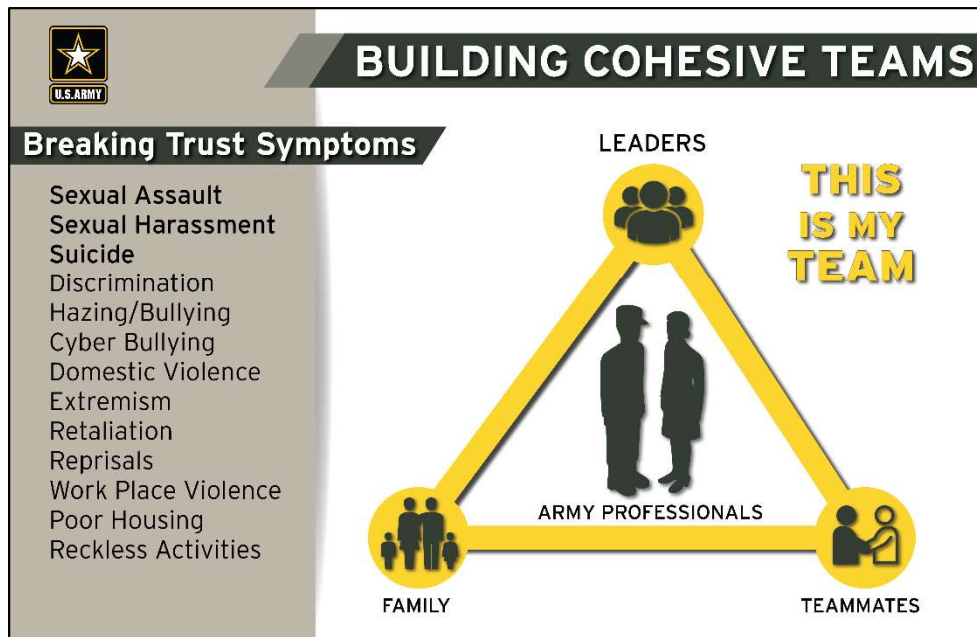 U.S.ARMY
BUILDING COHESIVE TEAMS
Breaking Trust Symptoms
Sexual Assault
Sexual Harassment
Suicide
Discrimination
Hazing/Bullying
Cyber Bullying
Domestic Violence
Extremism
Retaliation
Reprisals
Work Place Violence
Poor Housing
Reckless Activities
LEADERS
THIS
IS MY
TEAM
ARMY PROFESSIONALS
FAMILY
TEAMMATES